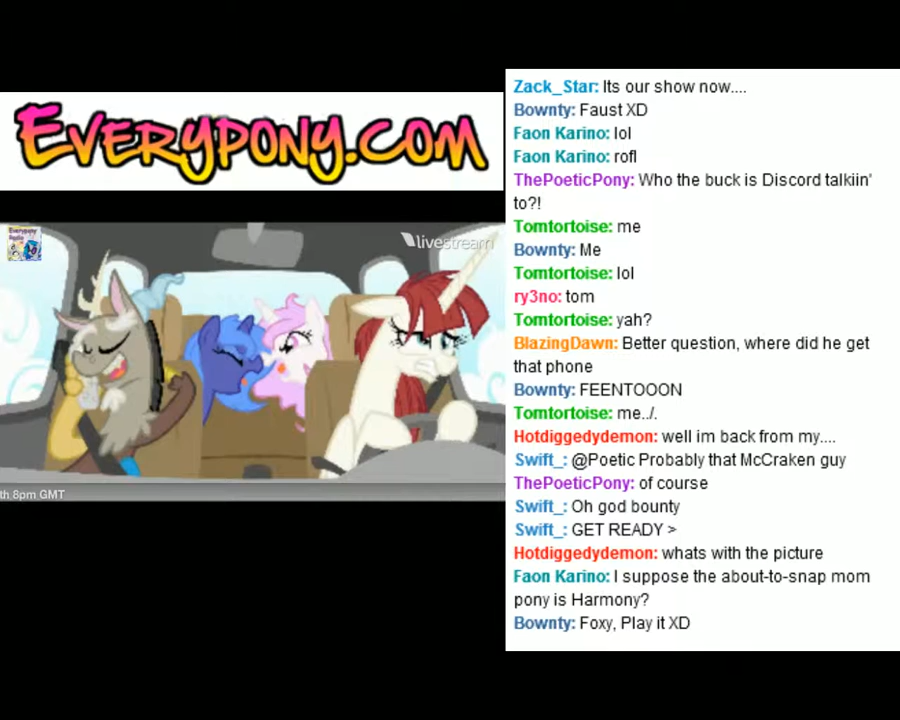 EVERYPONY.COM
Everypony
Radio
livestream
th 8pm GMT
Zack_Star: Its our show now....
Bownty: Faust XD
Faon Karino: lol
Faon Karino: rofl
ThePoeticPony: Who the buck is Discord talkiin'
to?!
Tomtortoise: me
Bownty: Me
Tomtortoise: lol
ry3no: tom
Tomtortoise: yah?
BlazingDawn: Better question, where did he get
that phone
Bownty: FEENTOOON
Tomtortoise: me../.
Hotdiggedydemon: well im back from my....
Swift_: @Poetic Probably that McCraken guy
ThePoeticPony: of course
Swift_: Oh god bounty
Swift_: GET READY >
Hotdiggedydemon: whats with the picture
Faon Karino: I suppose the about-to-snap mom
pony is Harmony?
Bownty: Foxy, Play it XD